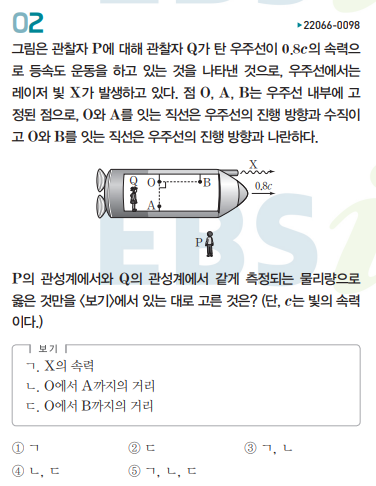 02
▶22066-0098
그림은 관찰자 P에 대해 관찰자 Q가 탄 우주선이 0.8c의 속력으
로 등속도 운동을 하고 있는 것을 나타낸 것으로, 우주선에서는
레이저 빛 X가 발생하고 있다. 점 O, A, B는 우주선 내부에 고
정된 점으로, O와 A를 잇는 직선은 우주선의 진행 방향과 수직이
고 O와 B를 잇는 직선은 우주선의 진행 방향과 나란하다.
X
Q O B 0.8c
A
P
EBSi
P의 관성계에서와 Q의 관성계에서 같게 측정되는 물리량으로
옳은 것만을 <보기>에서 있는 대로 고른 것은? (단, c는 빛의 속력
이다.)
보기
ㄱ. X의 속력
ㄴ. O에서 A까지의 거리
ㄷ. O에서 B까지의 거리
① ㄱ ② ㄷ ③ ㄱ, ㄴ
④ ㄴ, ㄷ ⑤ ㄱ, ㄴ, ㄷ